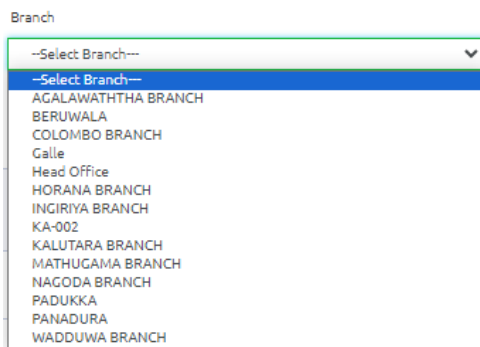 Branch
--Select Branch---
--Select Branch---
AGALAWATHTHA BRANCH
BERUWALA
COLOMBO BRANCH
Galle
Head Office
HORANA BRANCH
INGIRIYA BRANCH
KA-002
KALUTARA BRANCH
MATHUGAMA BRANCH
NAGODA BRANCH
PADUKKA
PANADURA
WADDUWA BRANCH